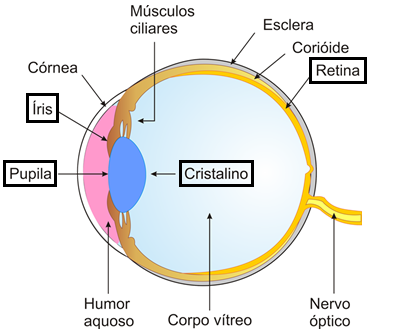 Músculos
ciliares
Esclera
Corióide
Retina
Córnea
Íris
Pupila
Cristalino
Humor
aquoso
Corpo vítreo
Nervo
óptico